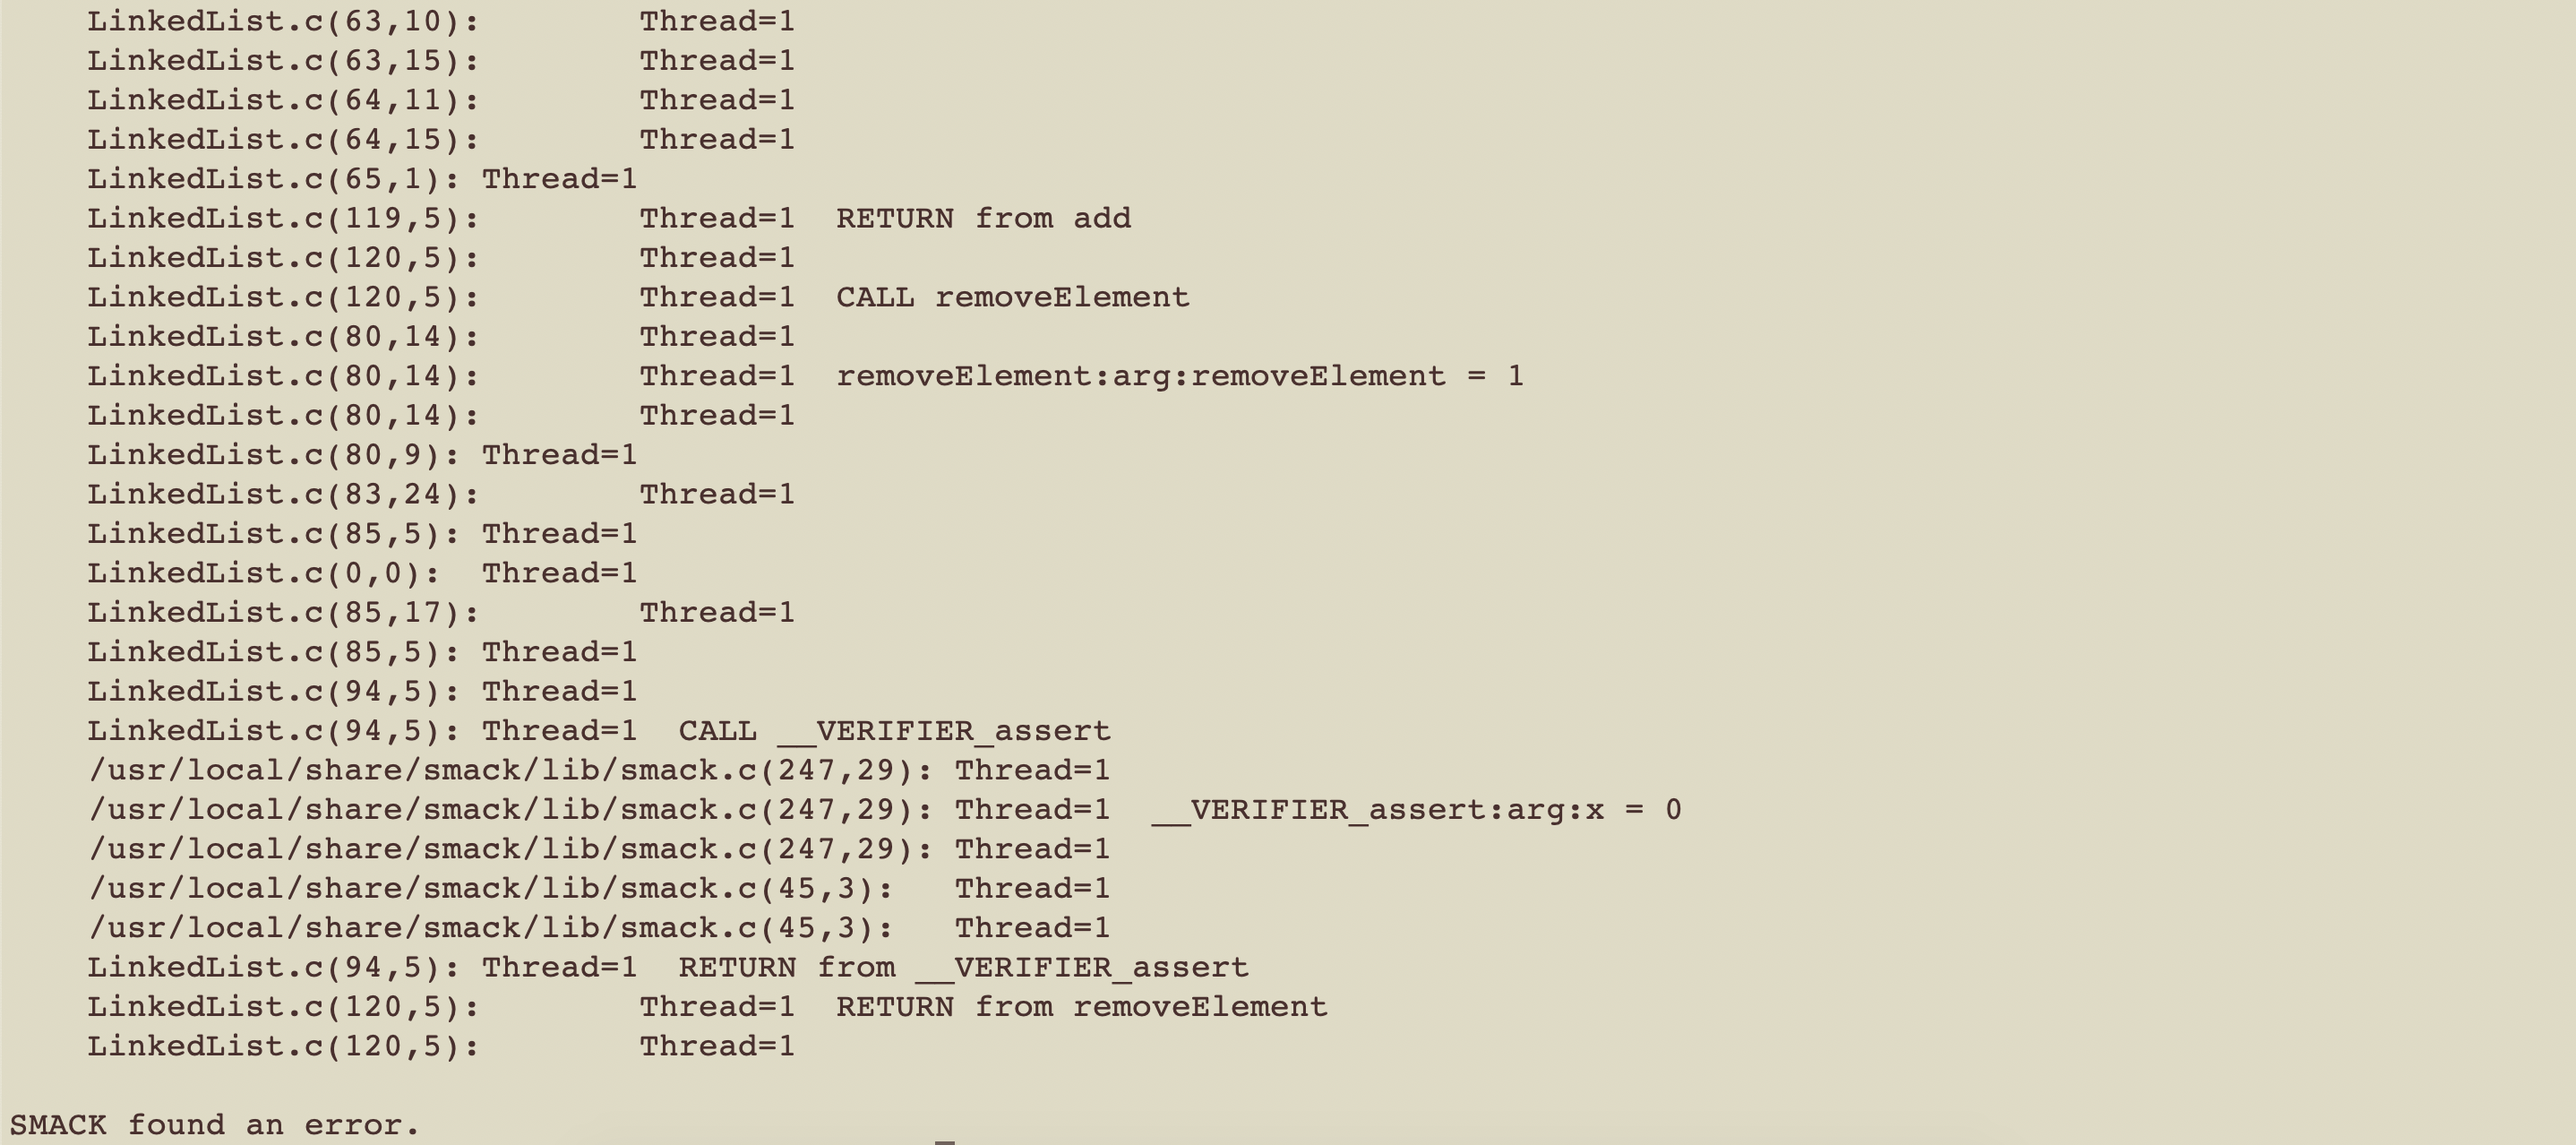 LinkedList.c(63,10): Thread=1
LinkedList.c(63,15): Thread=1
LinkedList.c(64,11): Thread=1
LinkedList.c(64,15): Thread=1
LinkedList.c(65,1): Thread=1
LinkedList.c(119,5): Thread=1 RETURN from add
LinkedList.c(120,5): Thread=1
LinkedList.c(120,5): Thread=1 CALL removeElement
LinkedList.c(80,14): Thread=1
LinkedList.c(80,14): Thread=1 removeElement:arg:removeElement = 1
LinkedList.c(80,14): Thread=1
LinkedList.c(80,9): Thread=1
LinkedList.c(83,24): Thread=1
LinkedList.c(85,5): Thread=1
LinkedList.c(0,0): Thread=1
LinkedList.c(85,17): Thread=1
LinkedList.c(85,5): Thread=1
LinkedList.c(94,5): Thread=1
LinkedList.c(94,5): Thread=1 CALL __VERIFIER_assert
/usr/local/share/smack/lib/smack.c(247,29): Thread=1
/usr/local/share/smack/lib/smack.c(247,29): Thread=1 __VERIFIER_assert:arg:x = 0
/usr/local/share/smack/lib/smack.c(247,29): Thread=1
/usr/local/share/smack/lib/smack.c(45,3): Thread=1
/usr/local/share/smack/lib/smack.c(45,3): Thread=1
LinkedList.c(94,5): Thread=1 RETURN from __VERIFIER_assert
LinkedList.c(120,5): Thread=1 RETURN from removeElement
LinkedList.c(120,5): Thread=1
SMACK found an error.